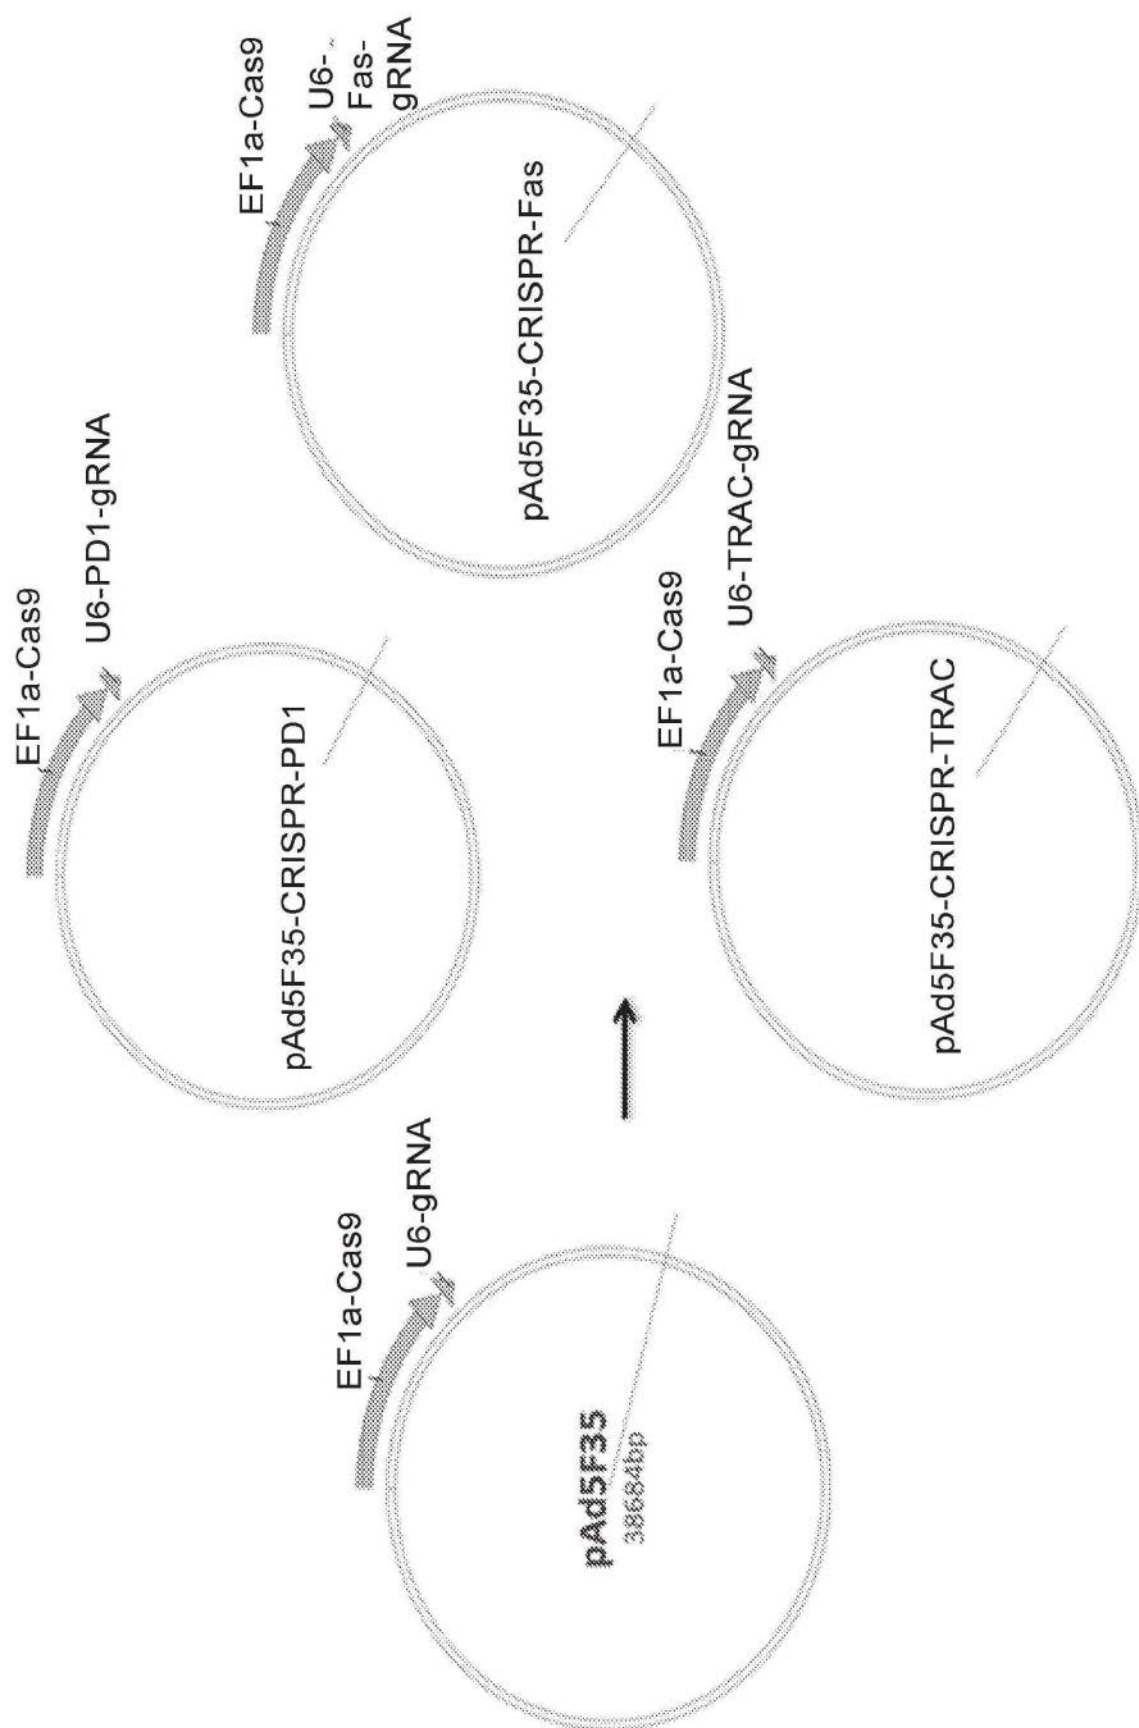 EF1a-Cas9
U6-gRNA
pAd5F35
38684bp
EF1a-Cas9
U6-PD1-gRNA
pAd5F35-CRISPR-PD1
EF1a-Cas9
U6-TRAC-gRNA
pAd5F35-CRISPR-TRAC
EF1a-Cas9
U6-
Fas-
gRNA
pAd5F35-CRISPR-Fas